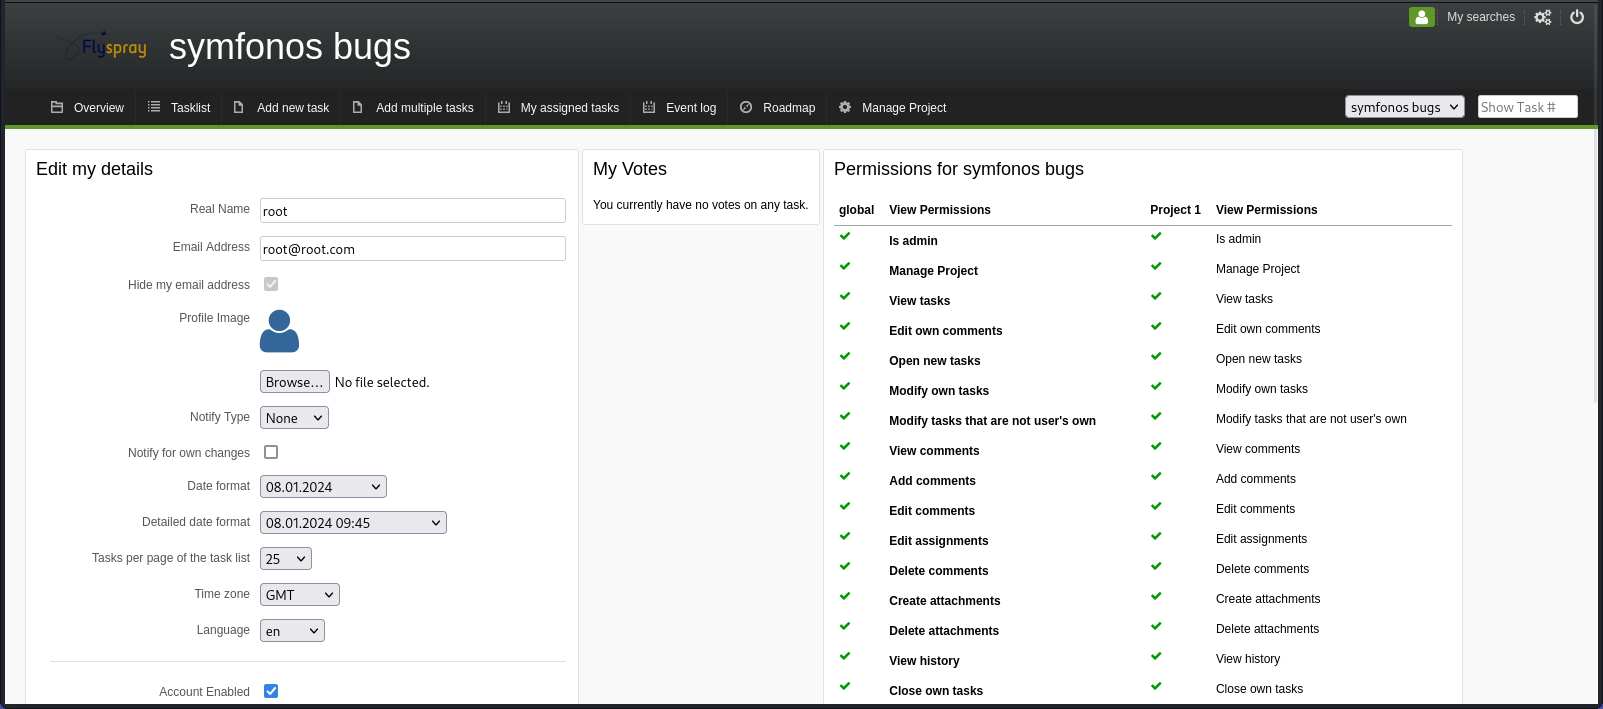 My searches
Flyspray
symfonos bugs
Overview
Tasklist
Add new task
Add multiple tasks
My assigned tasks
Event log
Roadmap
Manage Project
symfonos bugs
Show Task #
Edit my details
Real Name
root
Email Address
root@root.com
Hide my email address
Profile Image
Browse... No file selected.
Notify Type
None
Notify for own changes
Date format
08.01.2024
Detailed date format
08.01.2024 09:45
Tasks per page of the task list
25
Time zone
GMT
Language
en
Account Enabled
My Votes
You currently have no votes on any task.
Permissions for symfonos bugs
global View Permissions Project 1 View Permissions
Is admin Is admin
Manage Project Manage Project
View tasks View tasks
Edit own comments Edit own comments
Open new tasks Open new tasks
Modify own tasks Modify own tasks
Modify tasks that are not user's own Modify tasks that are not user's own
View comments View comments
Add comments Add comments
Edit comments Edit comments
Edit assignments Edit assignments
Delete comments Delete comments
Create attachments Create attachments
Delete attachments Delete attachments
View history View history
Close own tasks Close own tasks